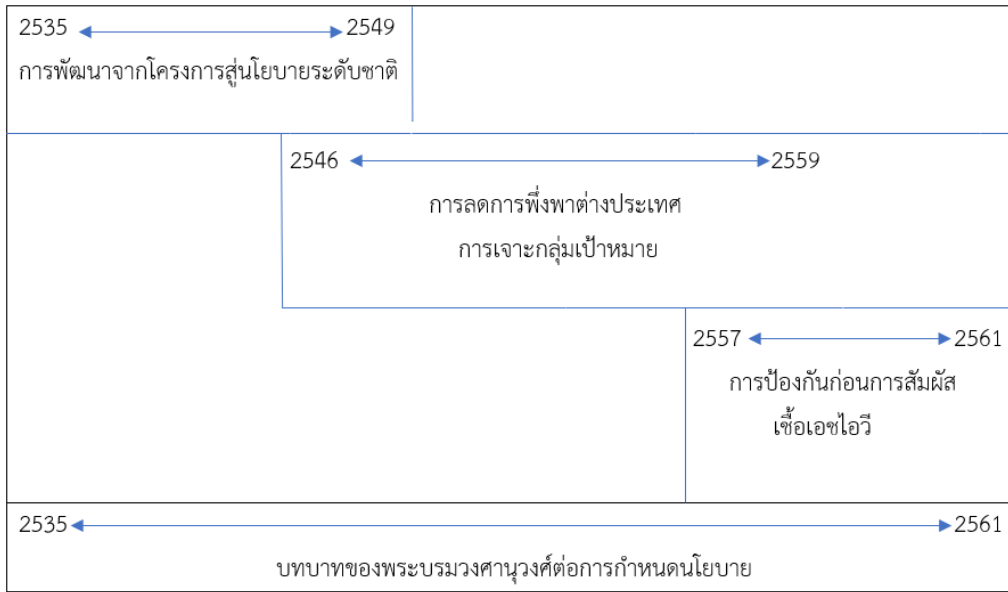 2535 2549
การพัฒนาจากโครงการสู่นโยบายระดับชาติ
2546 2559
การลดการพึ่งพาต่างประเทศ
การเจาะกลุ่มเป้าหมาย
2557 2561
การป้องกันก่อนการสัมผัส
เชื้อเอชไอวี
2535 2561
บทบาทของพระบรมวงศานุวงศ์ต่อการกำหนดนโยบาย